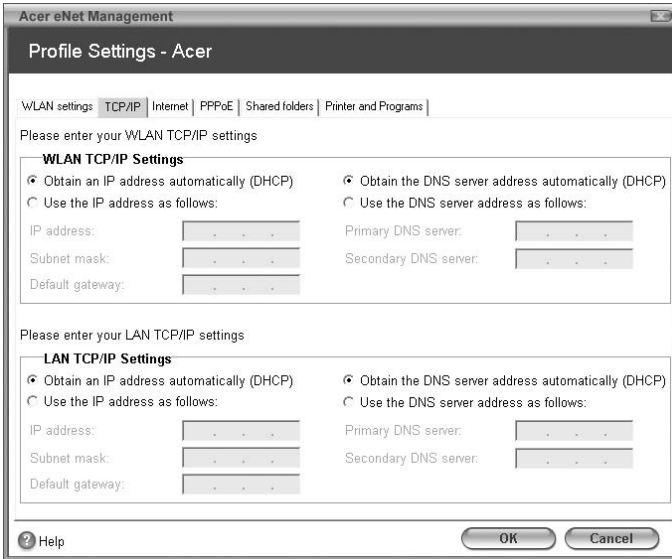 Acer eNet Management
Profile Settings - Acer
WLAN settings TCP/IP Internet PPPoE Shared folders Printer and Programs
Please enter your WLAN TCP/IP settings
WLAN TCP/IP Settings
Obtain an IP address automatically (DHCP) Obtain the DNS server address automatically (DHCP)
Use the IP address as follows: Use the DNS server address as follows:
IP address: Primary DNS server:
Subnet mask: Secondary DNS server:
Default gateway:
Please enter your LAN TCP/IP settings
LAN TCP/IP Settings
Obtain an IP address automatically (DHCP) Obtain the DNS server address automatically (DHCP)
Use the IP address as follows: Use the DNS server address as follows:
IP address: Primary DNS server:
Subnet mask: Secondary DNS server:
Default gateway:
? Help OK Cancel